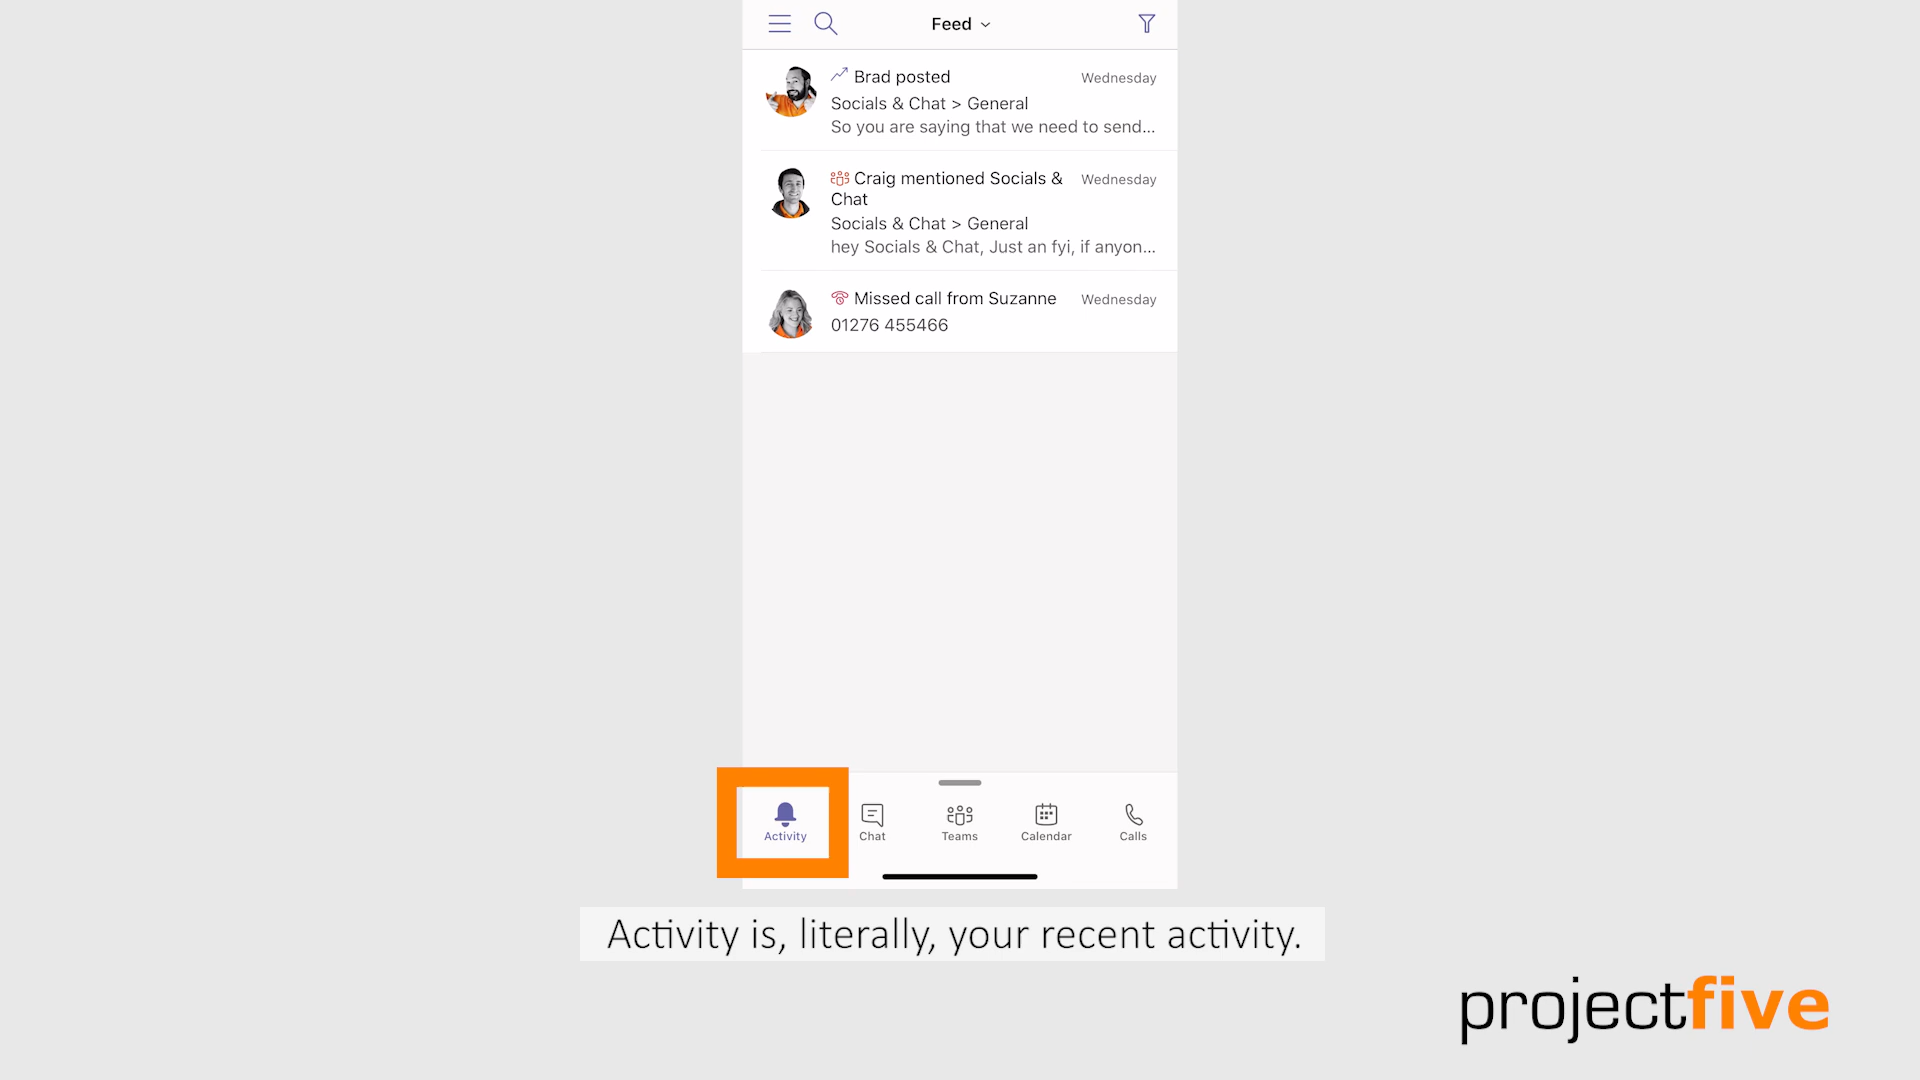 Feed
Brad posted
Wednesday
Socials & Chat > General
So you are saying that we need to send...
Craig mentioned Socials &
Chat
Wednesday
Socials & Chat > General
hey Socials & Chat, Just an fyi, if anyon...
Missed call from Suzanne
Wednesday
01276 455466
Activity
Chat
Teams
Calendar
Calls
Activity is, literally, your recent activity.
projectfive